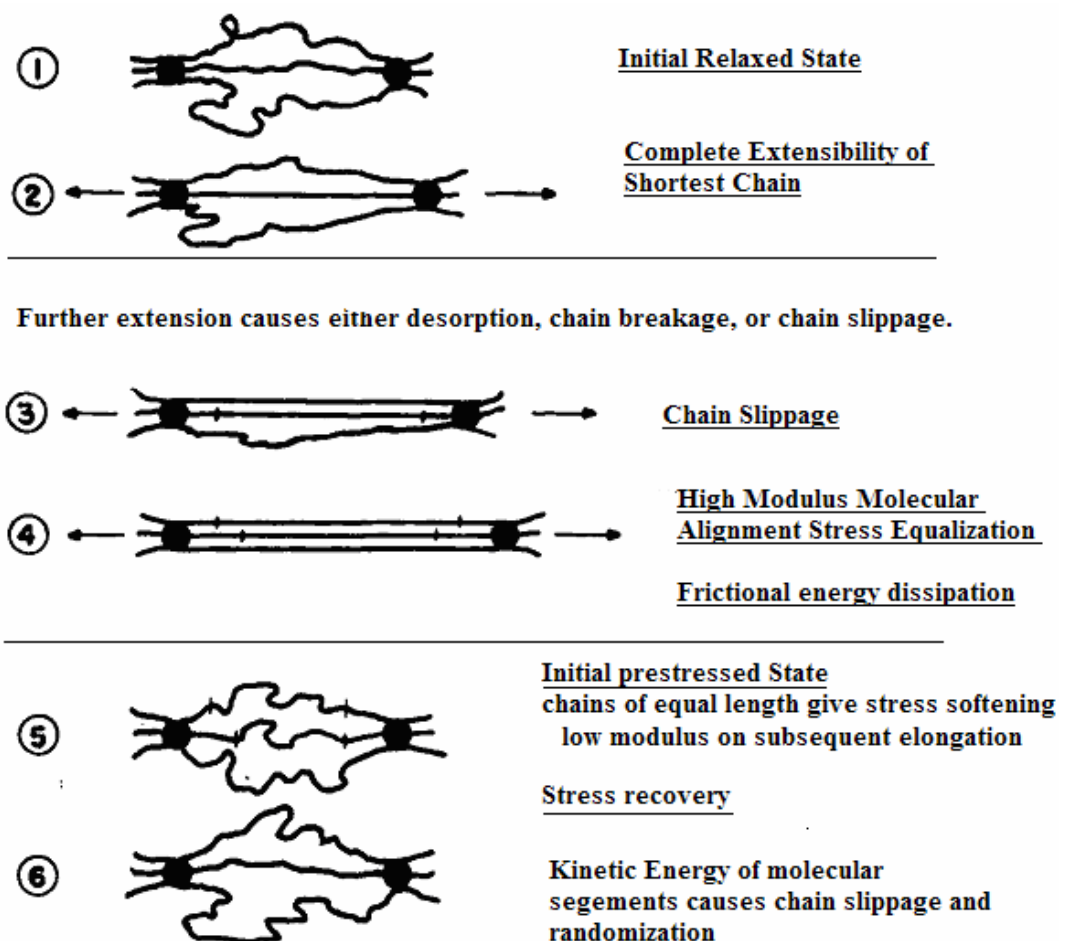 ①
Initial Relaxed State
Complete Extensibility of
Shortest Chain
②
Further extension causes either desorption, chain breakage, or chain slippage.
③
Chain Slippage
④
High Modulus Molecular
Alignment Stress Equalization
Frictional energy dissipation
Initial prestressed State
chains of equal length give stress softening
low modulus on subsequent elongation
⑤
Stress recovery
⑥
Kinetic Energy of molecular
segements causes chain slippage and
randomization